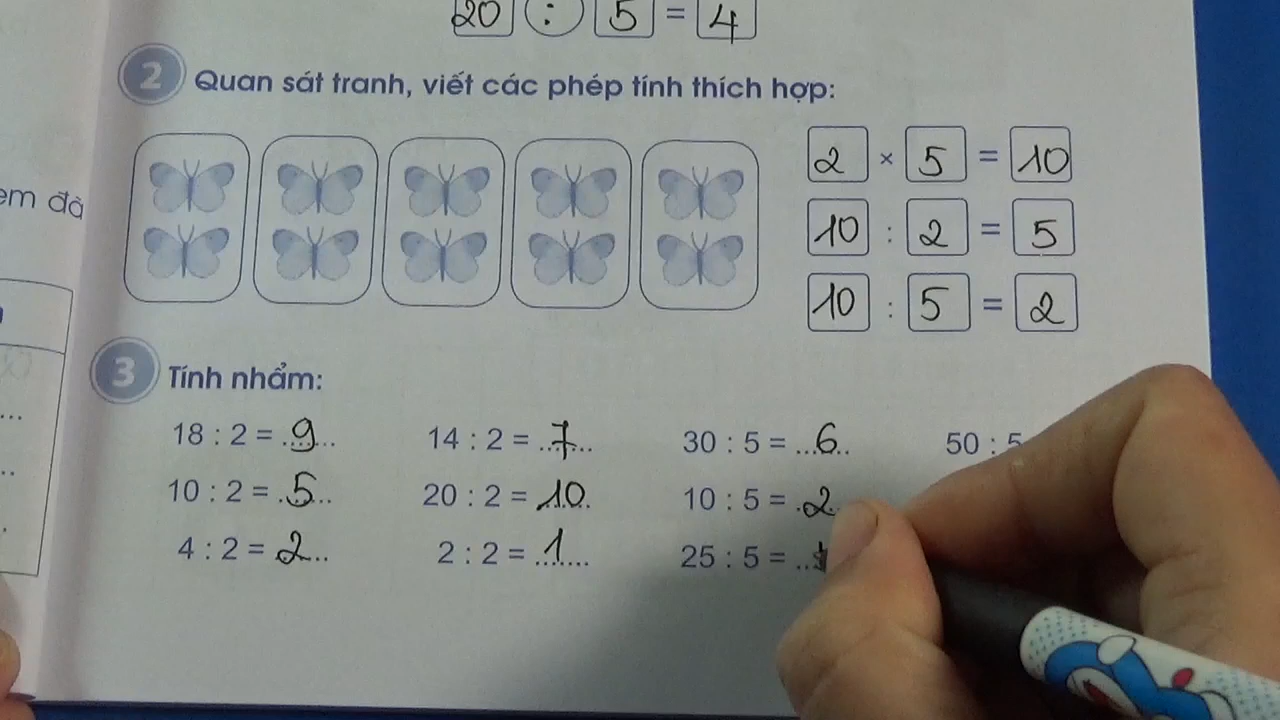 20 : 5 = 4
2 Quan sát tranh, viết các phép tính thích hợp:
2 × 5 = 10
10 : 2 = 5
10 : 5 = 2
em đã
3 Tính nhẩm:
18 : 2 = 9 14 : 2 = 7 30 : 5 = 6 50 : 5
10 : 2 = 5 20 : 2 = 10 10 : 5 = 2
4 : 2 = 2 2 : 2 = 1 25 : 5 =